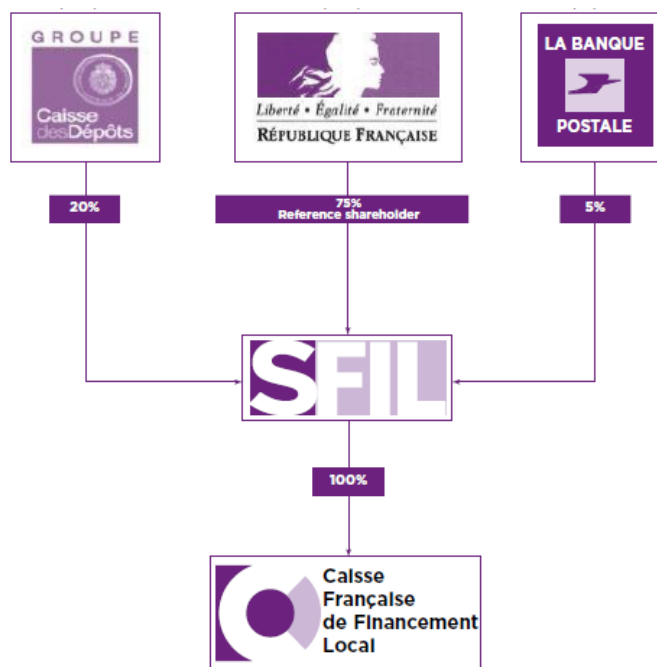 GROUPE
Caisse
desDépôts
Liberté • Égalité • Fraternité
RÉPUBLIQUE FRANÇAISE
LA BANQUE
POSTALE
20%
75%
Reference shareholder
5%
SFIL
100%
Caisse
Française
de Financement
Local